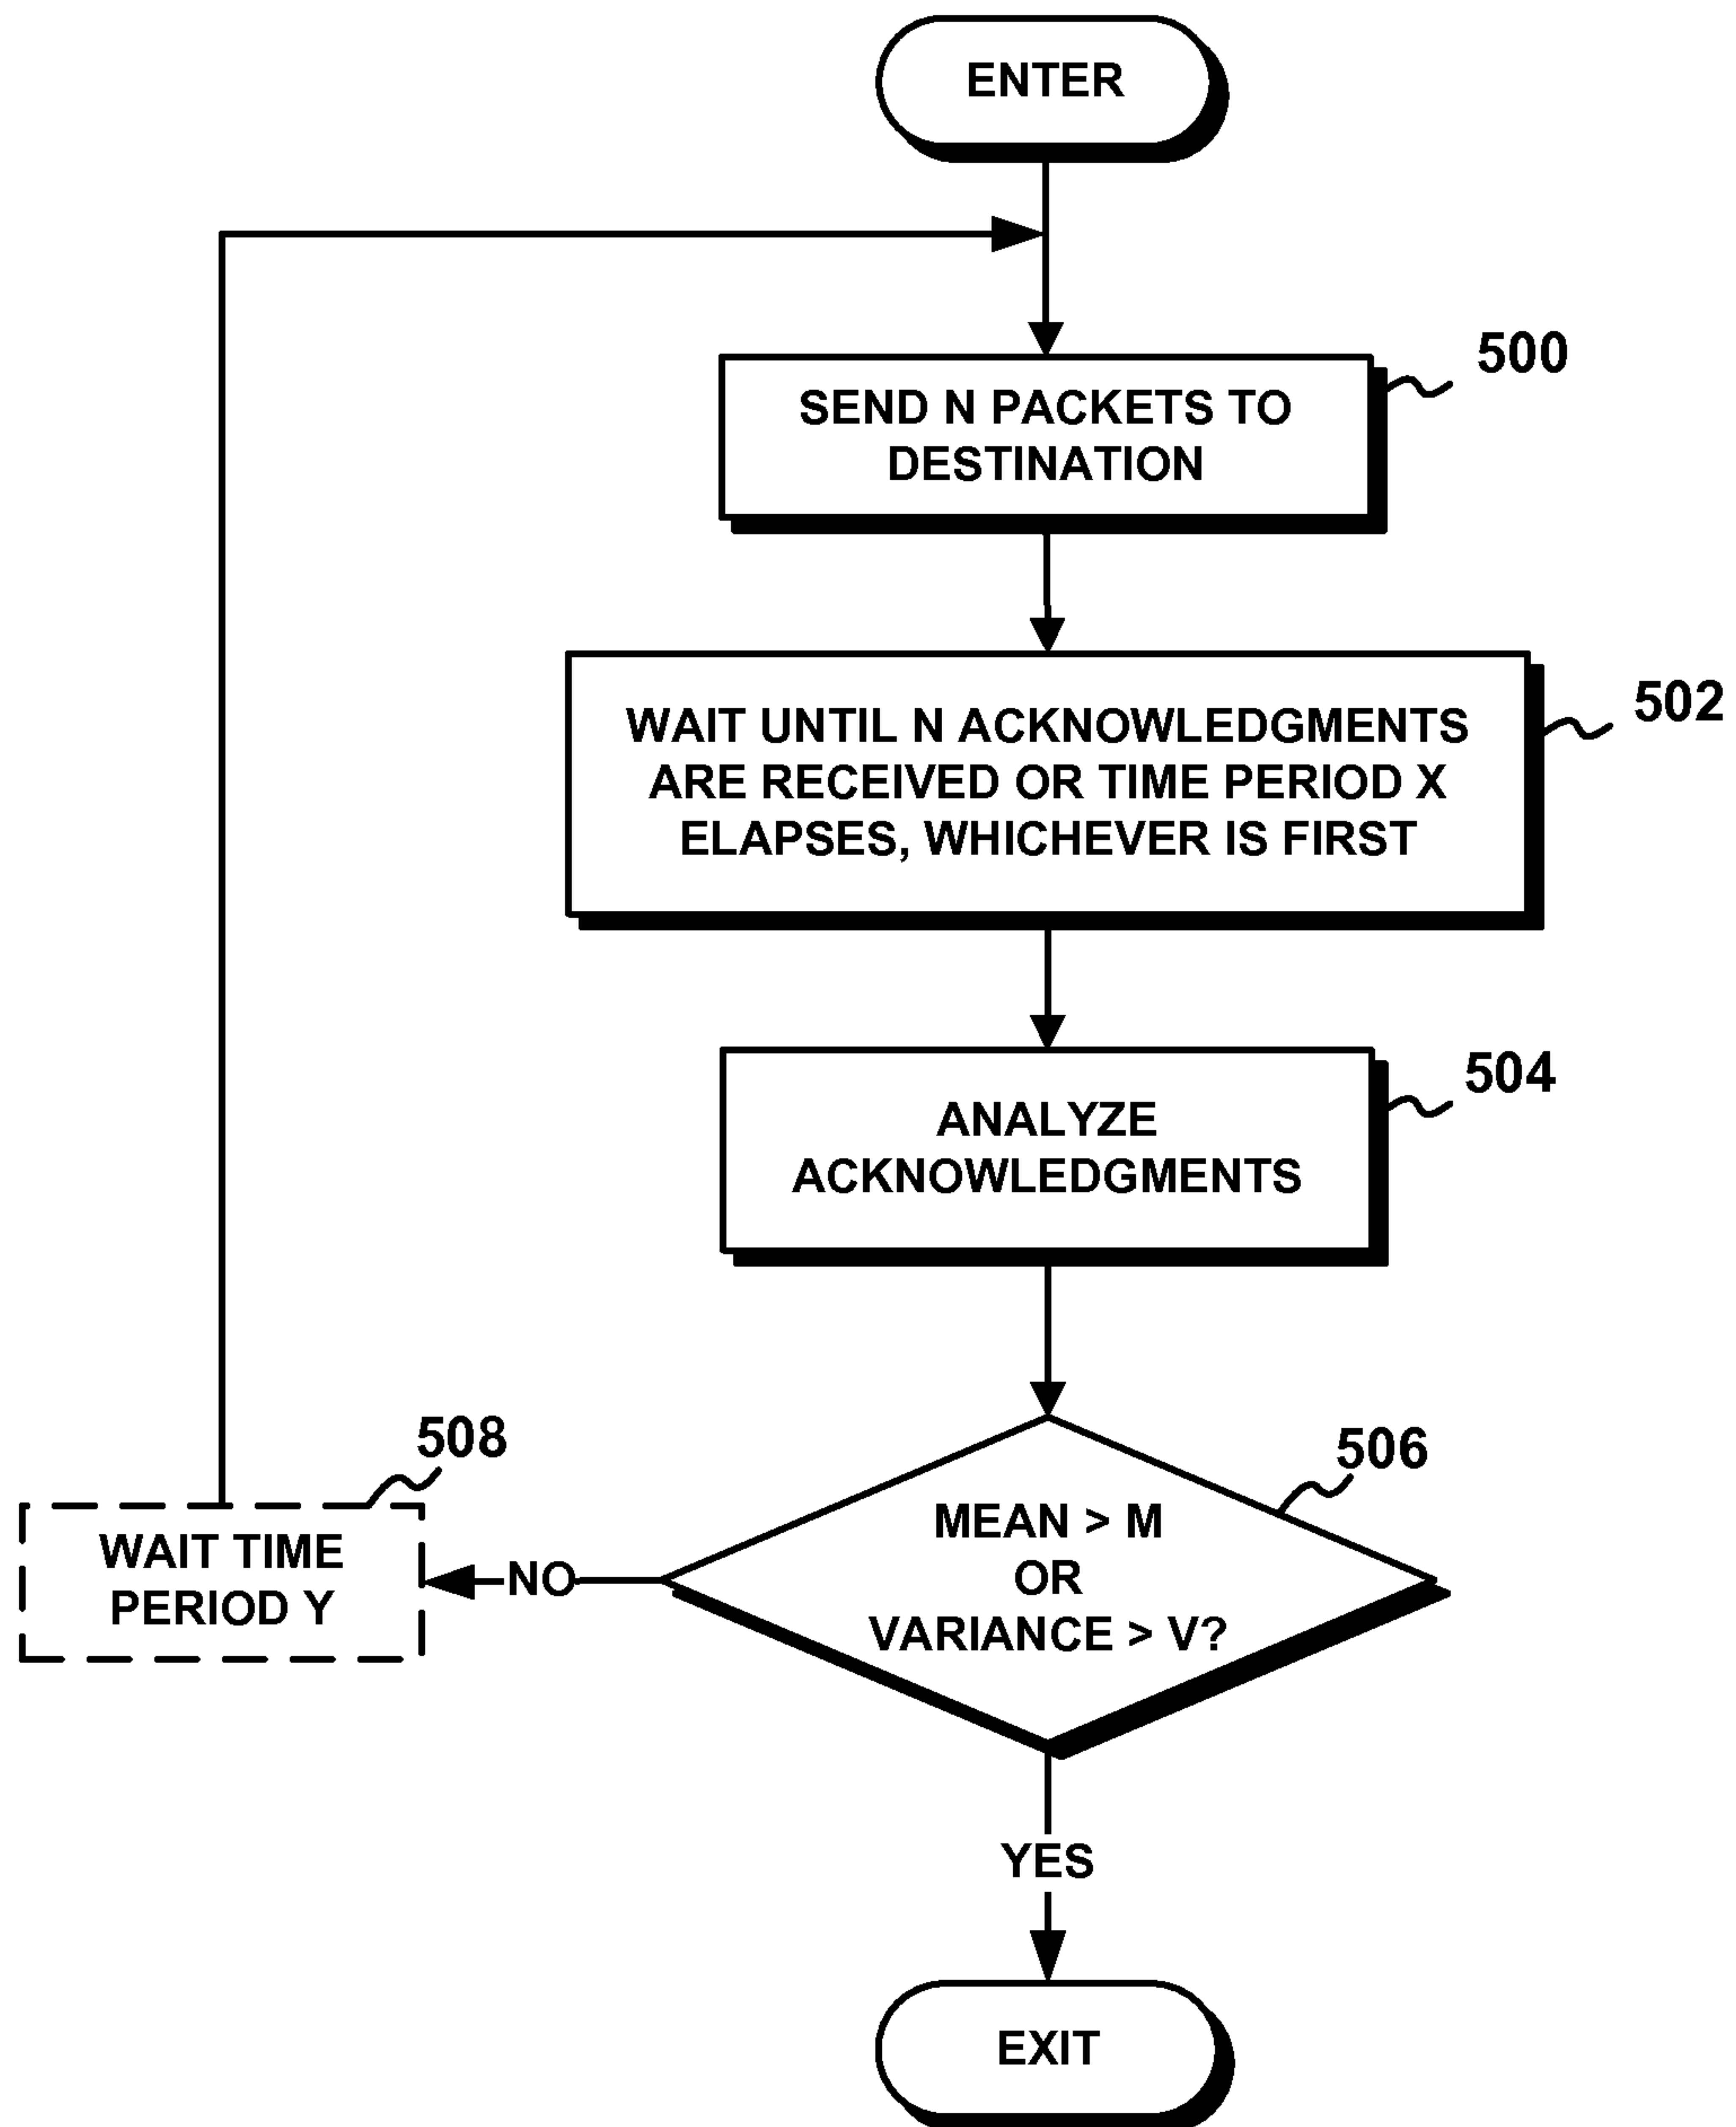 ENTER
500
SEND N PACKETS TO
DESTINATION
502
WAIT UNTIL N ACKNOWLEDGMENTS
ARE RECEIVED OR TIME PERIOD X
ELAPSES, WHICHEVER IS FIRST
504
ANALYZE
ACKNOWLEDGMENTS
506
MEAN > M
OR
VARIANCE > V?
NO
508
WAIT TIME
PERIOD Y
YES
EXIT